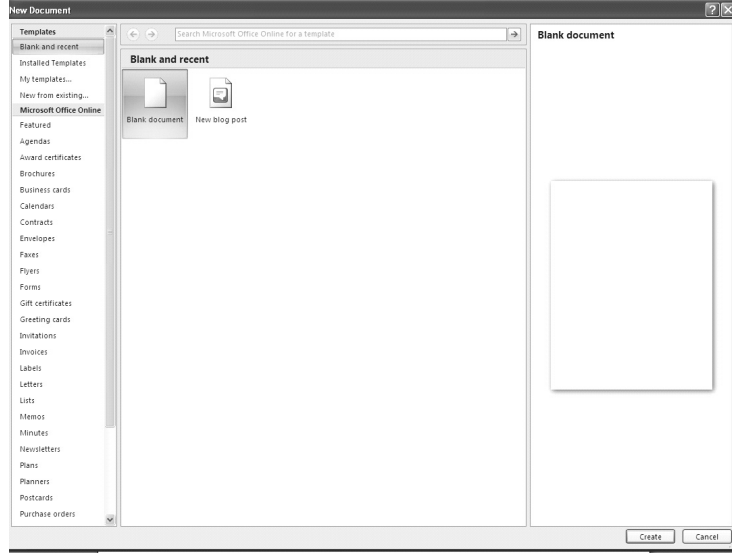 New Document
Templates
Blank and recent
Installed Templates
My templates...
New from existing...
Microsoft Office Online
Featured
Agendas
Award certificates
Brochures
Business cards
Calendars
Contracts
Envelopes
Faxes
Flyers
Forms
Gift certificates
Greeting cards
Invitations
Invoices
Labels
Letters
Lists
Memos
Minutes
Newsletters
Plans
Planners
Postcards
Purchase orders
Search Microsoft Office Online for a template
Blank and recent
Blank document
New blog post
Blank document
Create
Cancel